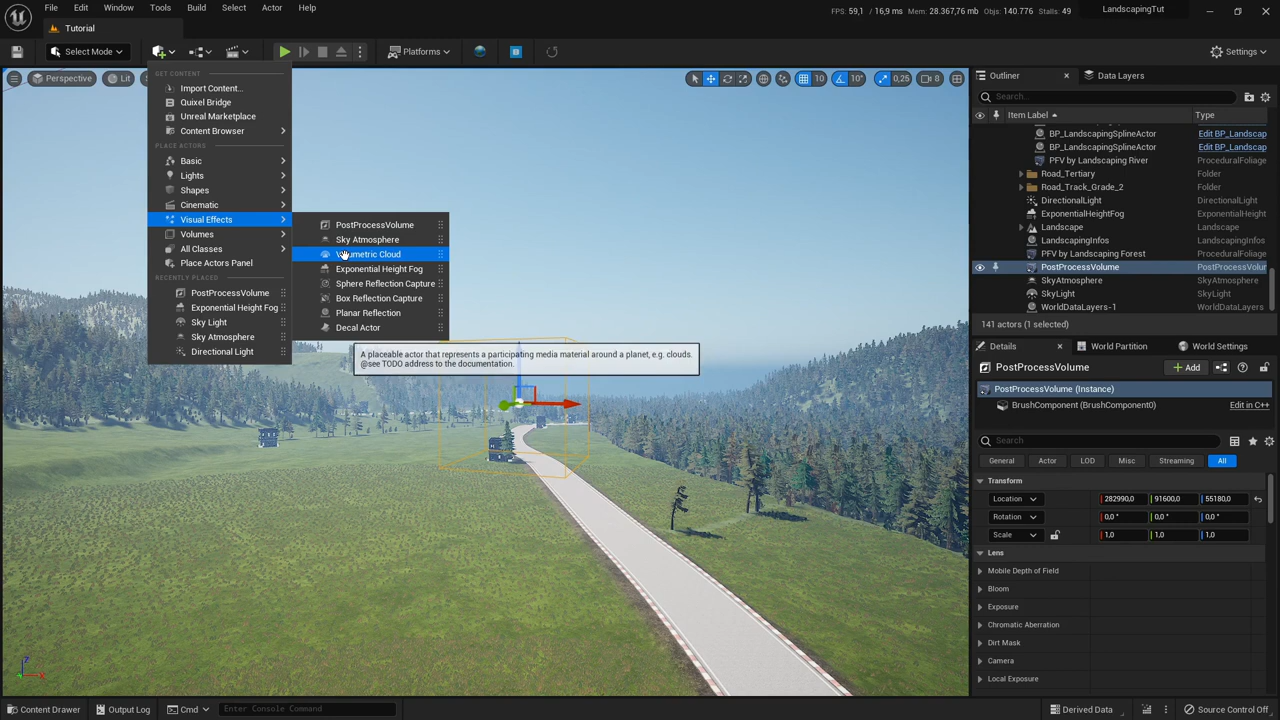 File Edit Window Tools Build Select Actor Help
FPS: 59,1 / 16,9 ms Mem: 28.367,76 mb Objs: 140.776 Stalls: 49
LandscapingTut
Tutorial
Select Mode
Platforms
Settings
Perspective
Lit
10
10°
0,25
8
GET CONTENT
Import Content...
Quixel Bridge
Unreal Marketplace
Content Browser
PLACE ACTORS
Basic
Lights
Shapes
Cinematic
Visual Effects
Volumes
All Classes
Place Actors Panel
RECENTLY PLACED
PostProcessVolume
Exponential Height Fog
Sky Light
Sky Atmosphere
Directional Light
PostProcessVolume
Sky Atmosphere
Volumetric Cloud
Exponential Height Fog
Sphere Reflection Capture
Box Reflection Capture
Planar Reflection
Decal Actor
A placeable actor that represents a participating media material around a planet, e.g. clouds.
@see TODO address to the documentation.
Outliner
Data Layers
Search...
Item Label
Type
BP_LandscapingSplineActor Edit BP_Landscap
BP_LandscapingSplineActor Edit BP_Landscap
PFV by Landscaping River ProceduralFoliage
Road_Tertiary Folder
Road_Track_Grade_2 Folder
DirectionalLight DirectionalLight
ExponentialHeightFog ExponentialHeightF
Landscape Landscape
LandscapingInfos LandscapingInfos
PFV by Landscaping Forest ProceduralFoliage
PostProcessVolume PostProcessVolur
SkyAtmosphere SkyAtmosphere
SkyLight SkyLight
WorldDataLayers-1 WorldDataLayers
141 actors (1 selected)
Details
World Partition
World Settings
PostProcessVolume
Add
PostProcessVolume (Instance)
BrushComponent (BrushComponent0) Edit in C++
Search
General Actor LOD Misc Streaming All
Transform
Location 282990,0 91600,0 55180,0
Rotation 0,0 ° 0,0 ° 0,0 °
Scale 1,0 1,0 1,0
Lens
Mobile Depth of Field
Bloom
Exposure
Chromatic Aberration
Dirt Mask
Camera
Local Exposure
Content Drawer
Output Log
Cmd
Enter Console Command
Derived Data
Source Control Off